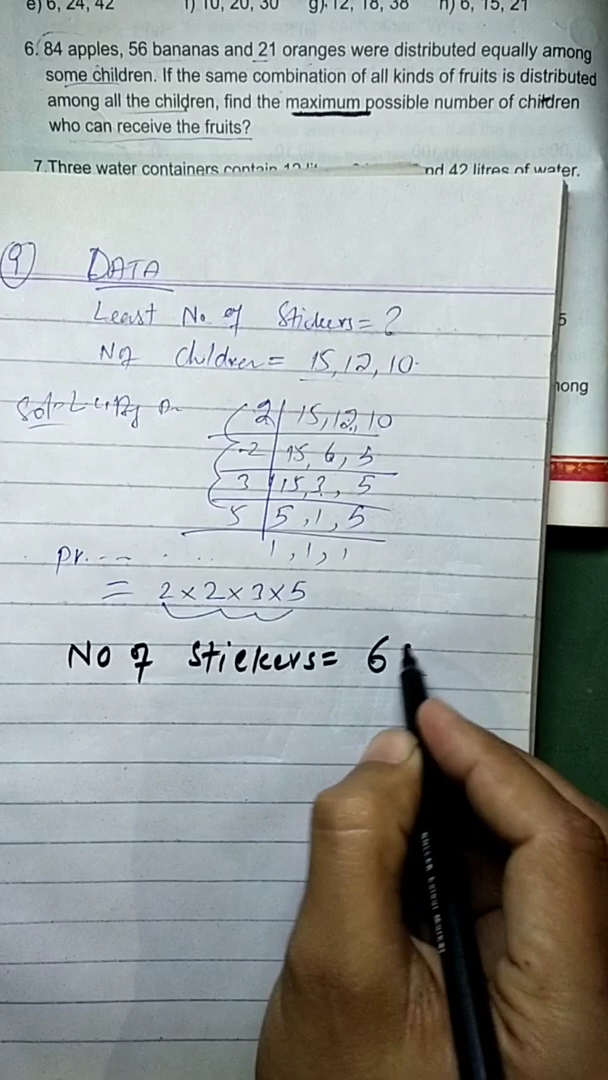 e) 6, 24, 42 f) 10, 20, 30 g). 12, 18, 38 h) 6, 15, 21
6. 84 apples, 56 bananas and 21 oranges were distributed equally among
some children. If the same combination of all kinds of fruits is distributed
among all the children, find the maximum possible number of children
who can receive the fruits?
7. Three water containers contain nd 42 litres of water.
5
hong
9 DATA
Least No. of Stickers = ?
No of Children = 15, 12, 10.
2 | 15, 12, 10
2 | 15, 6, 5
3 | 15, 3, 5
5 | 5, 1, 5
1, 1, 1
Pr. -- . . ...
= 2 × 2 × 3 × 5
No of Stickers = 6